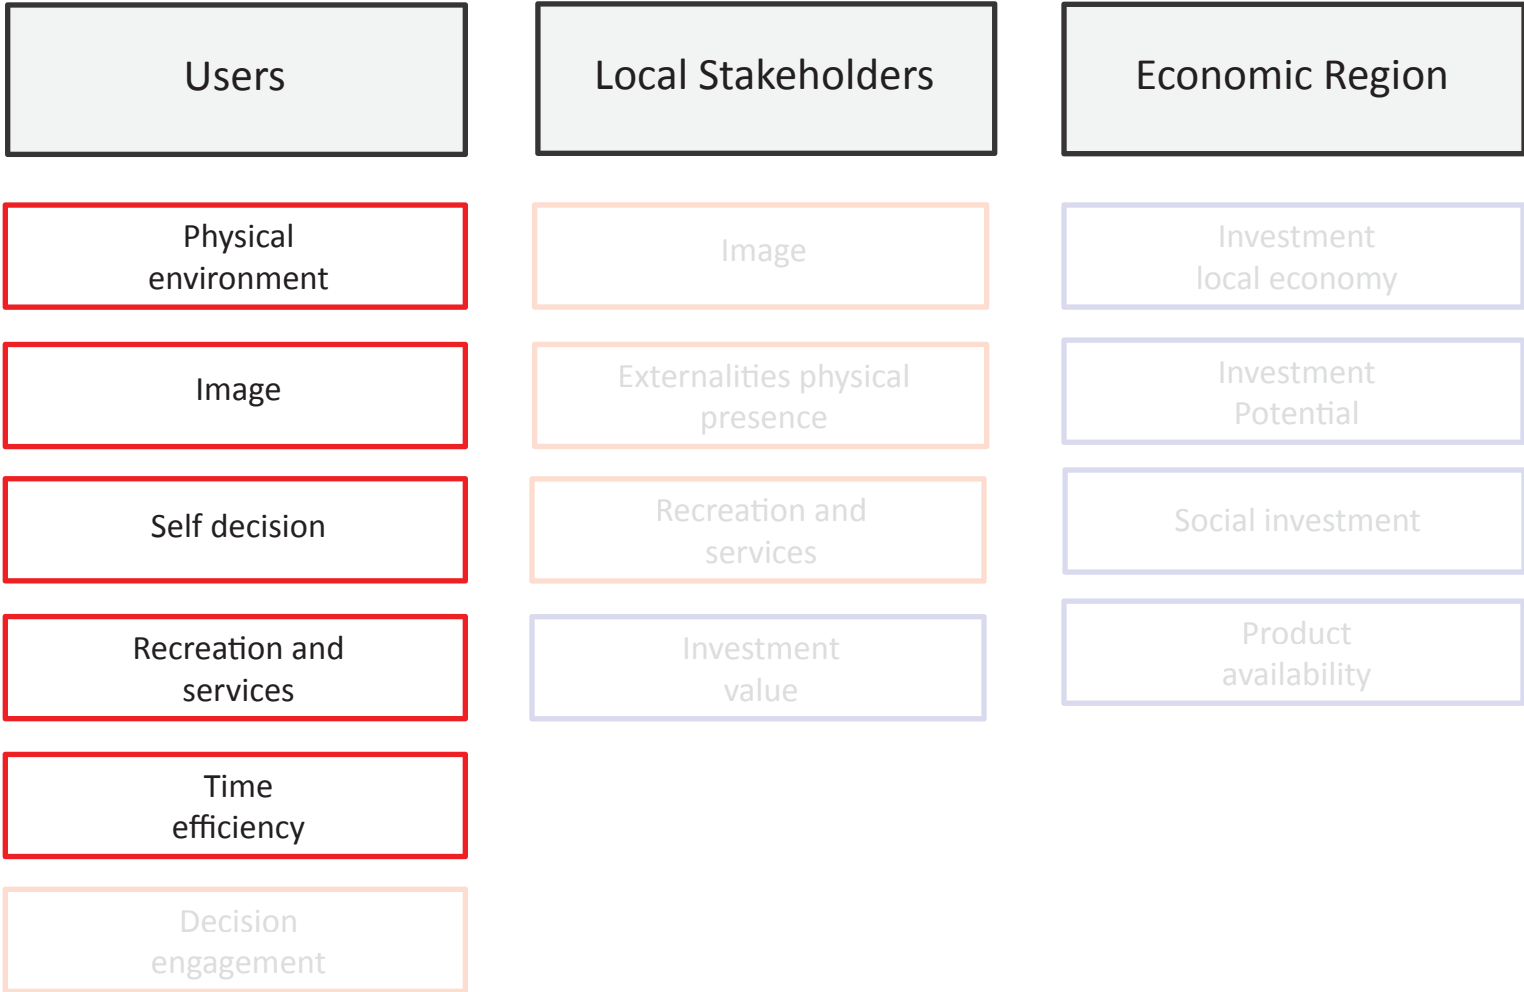 Users
Physical
environment
Image
Self decision
Recreation and
services
Time
efficiency
Decision
engagement
Local Stakeholders
Image
Externalities physical
presence
Recreation and
services
Investment
value
Economic Region
Investment
local economy
Investment
Potential
Social investment
Product
availability